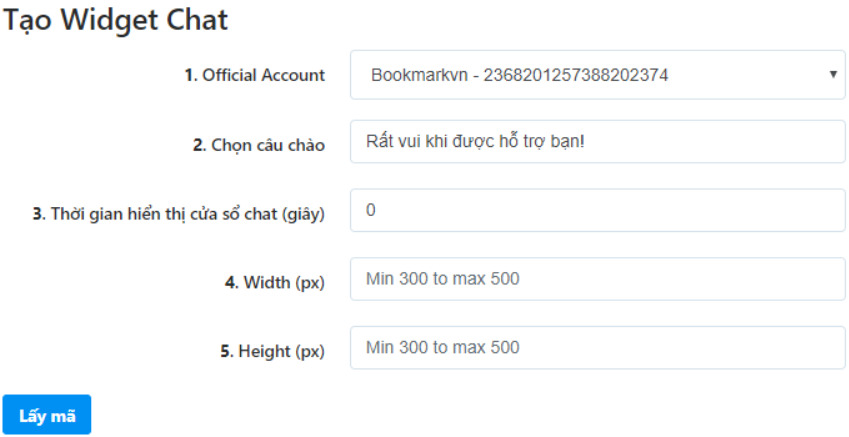 Tạo Widget Chat
1. Official Account
Bookmarkvn - 2368201257388202374
2. Chọn câu chào
Rất vui khi được hỗ trợ bạn!
3. Thời gian hiển thị cửa sổ chat (giây)
0
4. Width (px)
Min 300 to max 500
5. Height (px)
Min 300 to max 500
Lấy mã